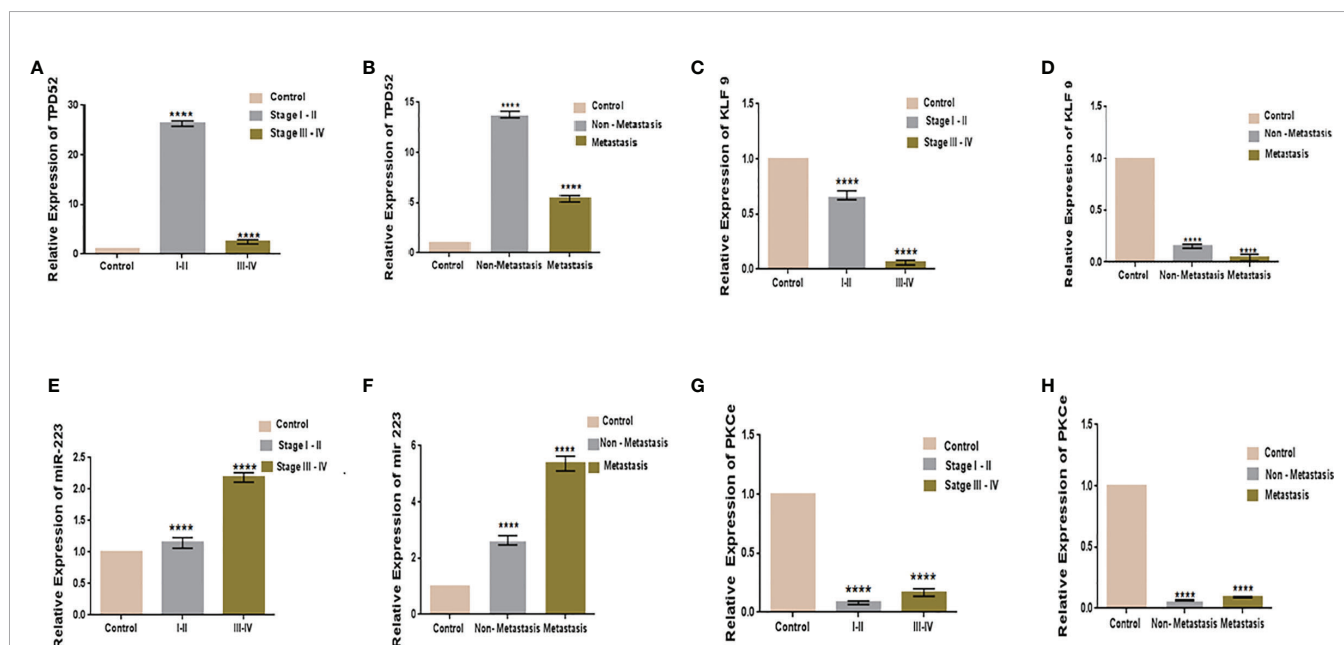 A
Relative Expression of TPD52
30
20
10
0
****
****
Control
I-II
III-IV
Control
Stage I - II
Stage III - IV
B
Relative Expression of TPD52
15
10
5
0
****
****
Control
Non-Metastasis
Metastasis
Control
Non - Metastasis
Metastasis
C
Relative Expression of KLF 9
1.5
1.0
0.5
0.0
****
****
Control
I-II
III-IV
Control
Stage I - II
Stage III - IV
D
Relative Expression of KLF 9
1.5
1.0
0.5
0.0
****
****
Control
Non-Metastasis
Metastasis
Control
Non - Metastasis
Metastasis
E
Relative Expression of miR-223
2.5
2.0
1.5
1.0
0.5
0.0
****
****
Control
I-II
III-IV
Control
Stage I - II
Stage III - IV
F
Relative Expression of mir 223
6
4
2
0
****
****
Control
Non-Metastasis
Metastasis
Control
Non - Metastasis
Metastasis
G
Relative Expression of PKCe
1.5
1.0
0.5
0.0
****
****
Control
I-II
III-IV
Control
Stage I - II
Satge III - IV
H
Relative Expression of PKCe
1.5
1.0
0.5
0.0
****
****
Control
Non-Metastasis
Metastasis
Control
Non - Metastasis
Metastasis